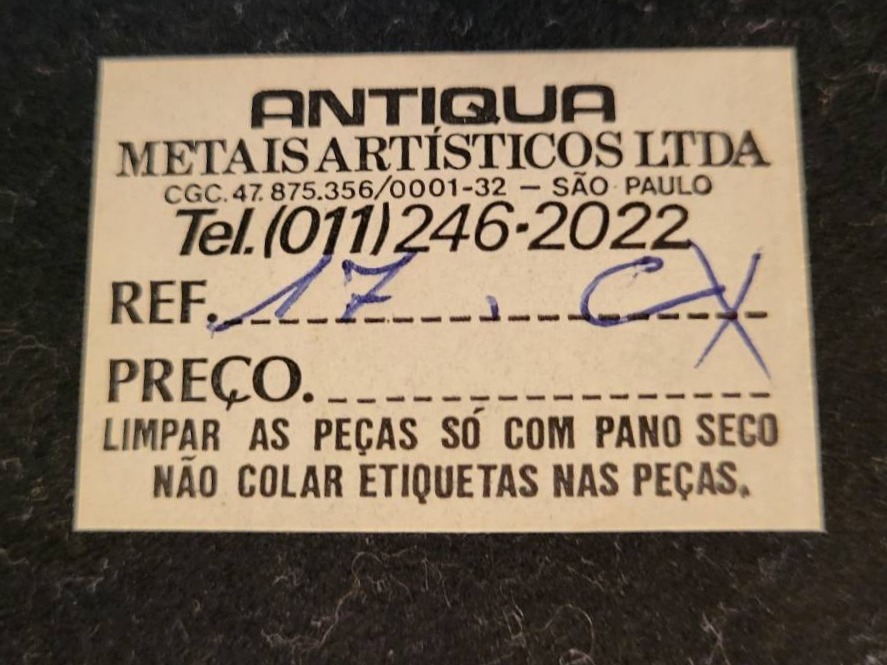 ANTIQUA
METAIS ARTÍSTICOS LTDA
CGC. 47. 875.356/0001-32 — SÃO PAULO
Tel. (011) 246-2022
REF. 17 . CX
PREÇO.
LIMPAR AS PEÇAS SÓ COM PANO SECO
NÃO COLAR ETIQUETAS NAS PEÇAS.